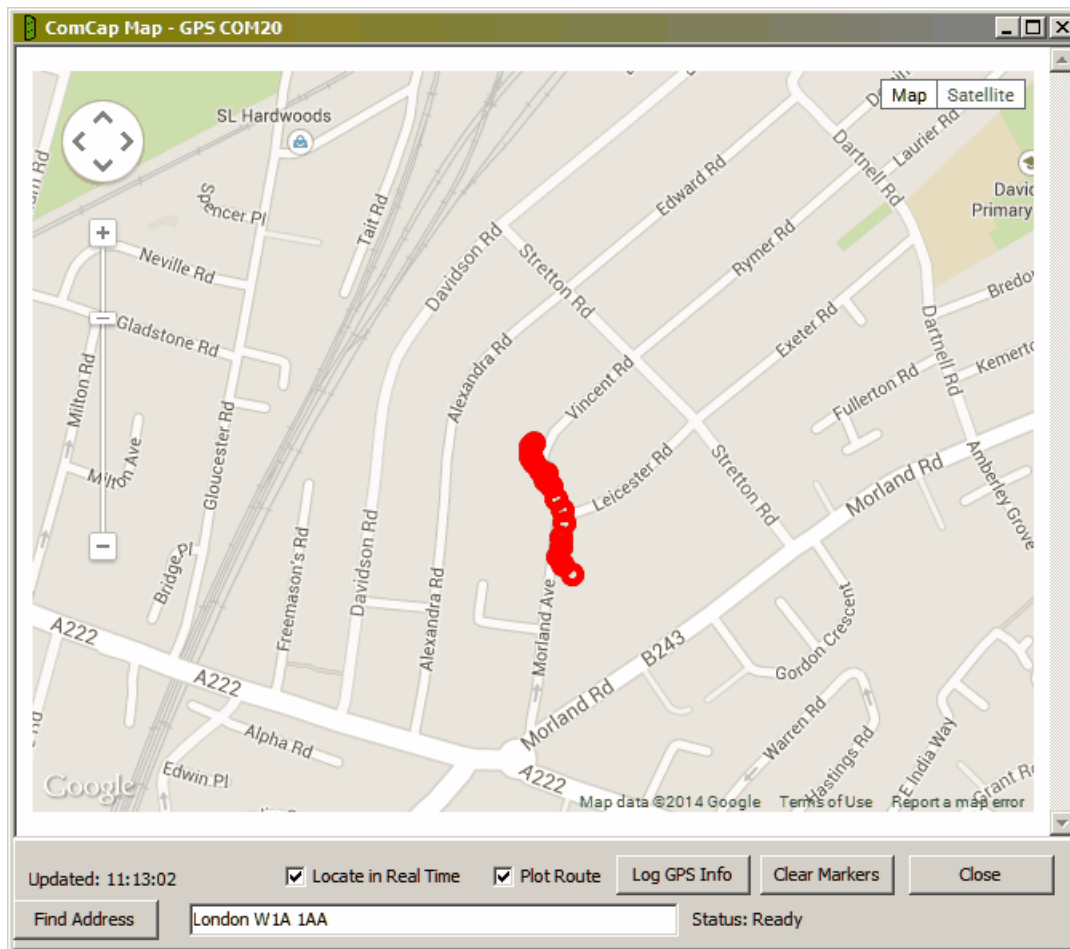 ComCap Map - GPS COM20
Map
Satellite
SL Hardwoods
Spencer Pl
Tait Rd
Neville Rd
Gladstone Rd
Milton Rd
Milton Ave
Gloucester Rd
Bridge Pl
Freemason's Rd
Davidson Rd
Davidson Rd
Alexandra Rd
Alexandra Rd
Stretton Rd
Stretton Rd
Edward Rd
Rymer Rd
Laurier Rd
Dartnell Rd
Dartnell Rd
Davic
Primary
Bredon
Kemerto
Exeter Rd
Vincent Rd
Leicester Rd
Fullerton Rd
Morland Rd
Amberley Grove
Morland Ave
B243
Morland Rd
Gordon Crescent
Warren Rd
Hastings Rd
E India Way
Grant Ro
A222
A222
A222
Alpha Rd
Edwin Pl
Google
Map data ©2014 Google
Terms of Use
Report a map error
+
−
Updated: 11:13:02
Locate in Real Time
Plot Route
Log GPS Info
Clear Markers
Close
Find Address
London W1A 1AA
Status: Ready